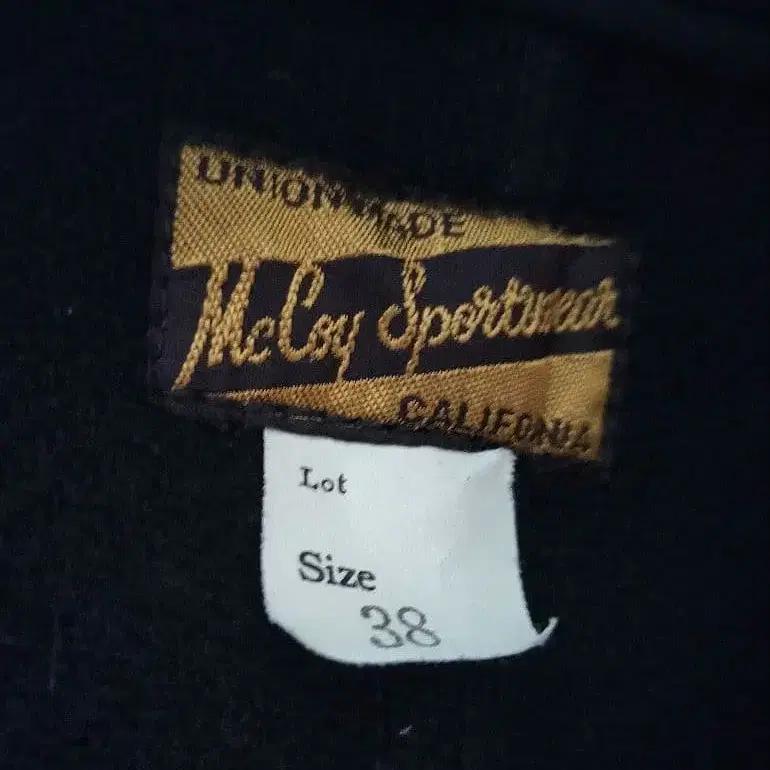 UNION MADE
McCoy Sportswear
CALIFORNIA
Lot
Size
38